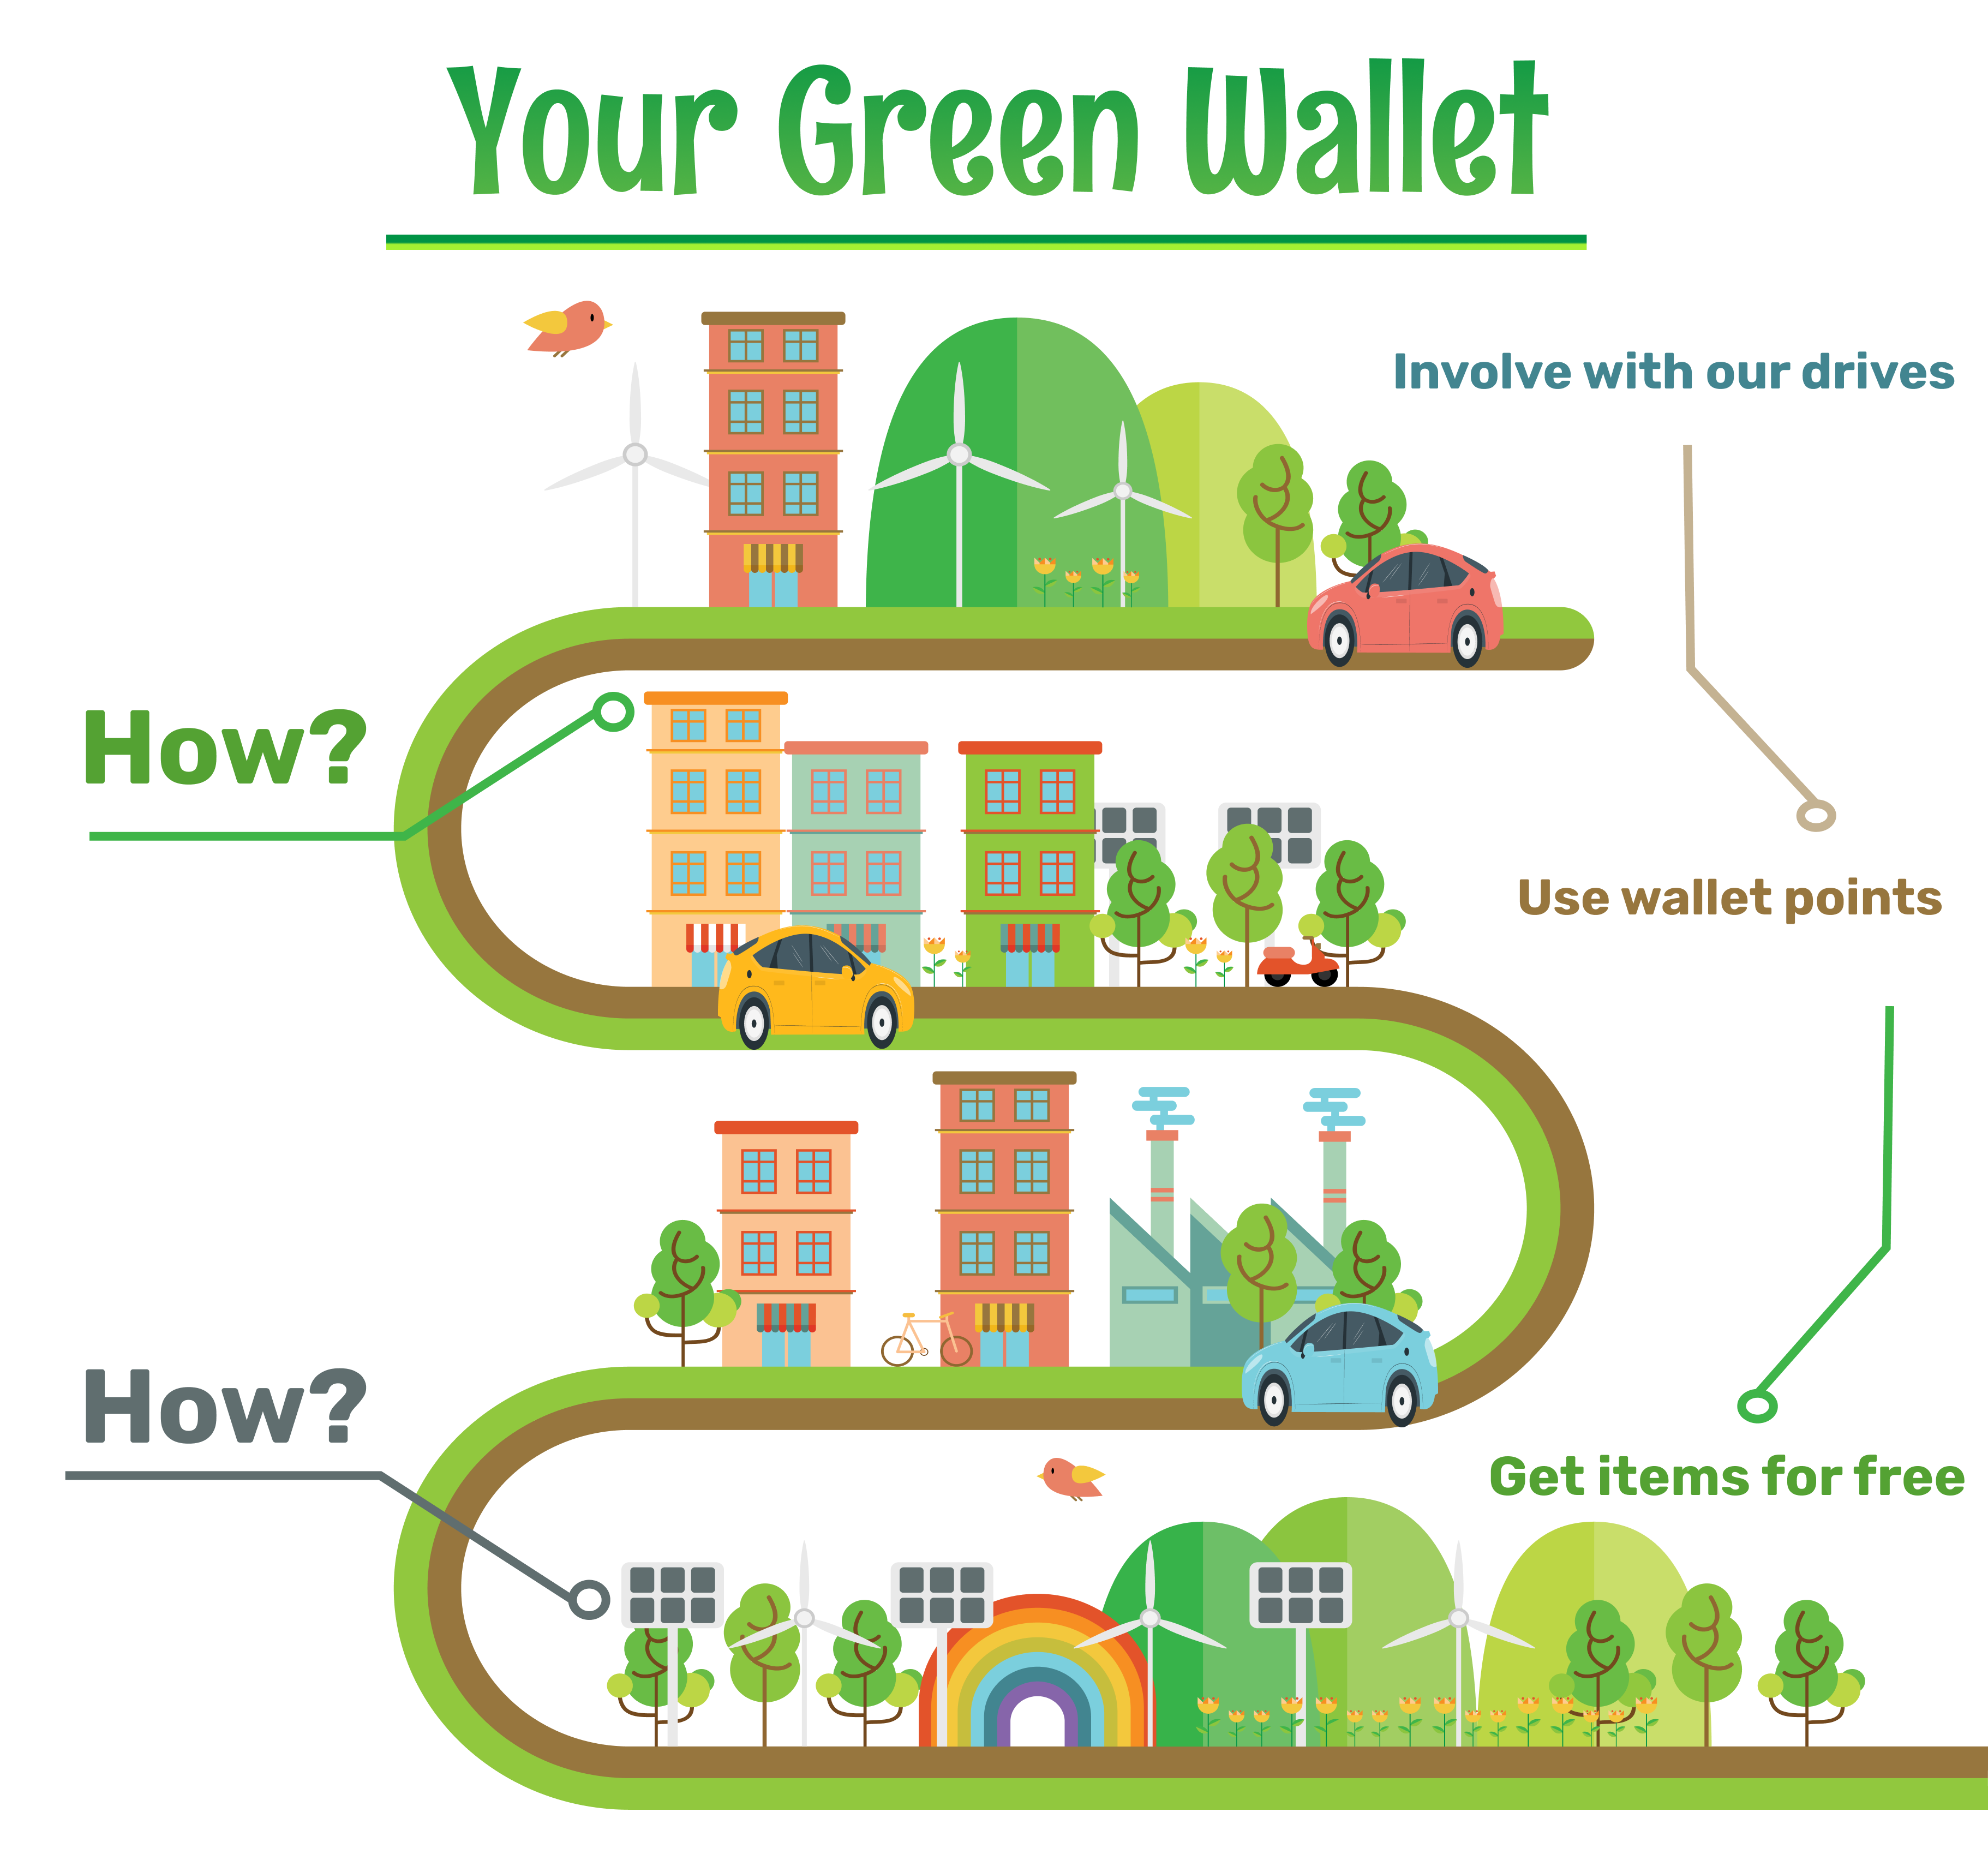 Your Green Wallet
Involve with our drives
How?
Use wallet points
How?
Get items for free